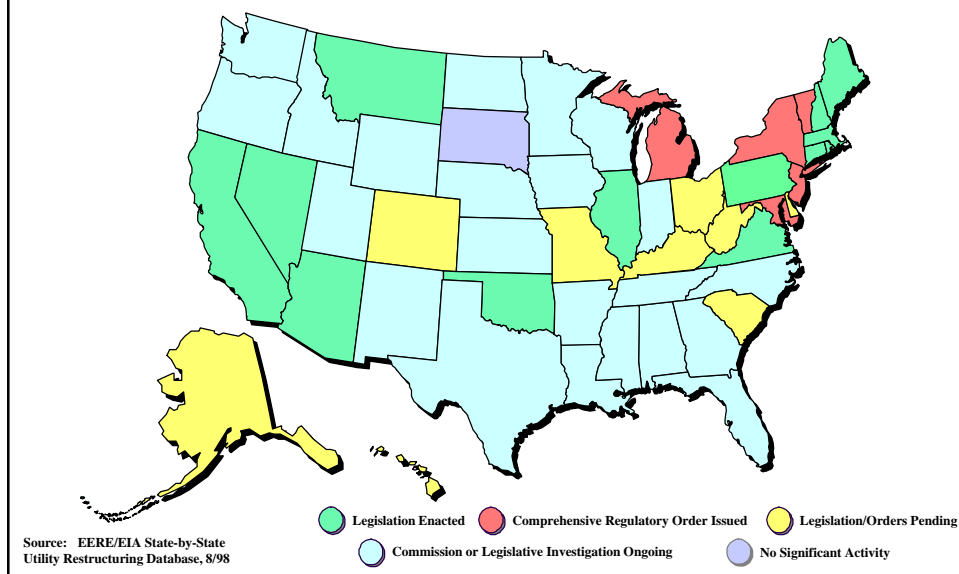 Legislation Enacted
Comprehensive Regulatory Order Issued
Legislation/Orders Pending
Commission or Legislative Investigation Ongoing
No Significant Activity
Source: EERE/EIA State-by-State
Utility Restructuring Database, 8/98